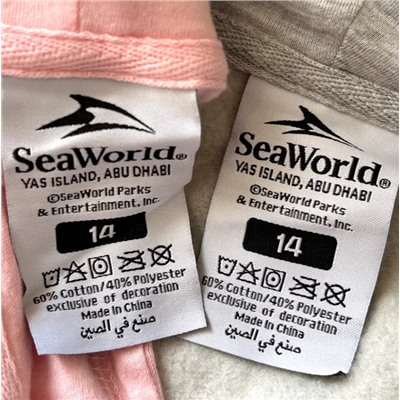 SeaWorld®
YAS ISLAND, ABU DHABI
©SeaWorld Parks
& Entertainment, Inc.
14
60% Cotton/40% Polyester
exclusive of decoration
Made in China
صنع في الصين
SeaWorld®
YAS ISLAND, ABU DHABI
©SeaWorld Parks
& Entertainment, Inc.
14
60% Cotton/40% Polyester
exclusive of decoration
Made in China
صنع في الصين